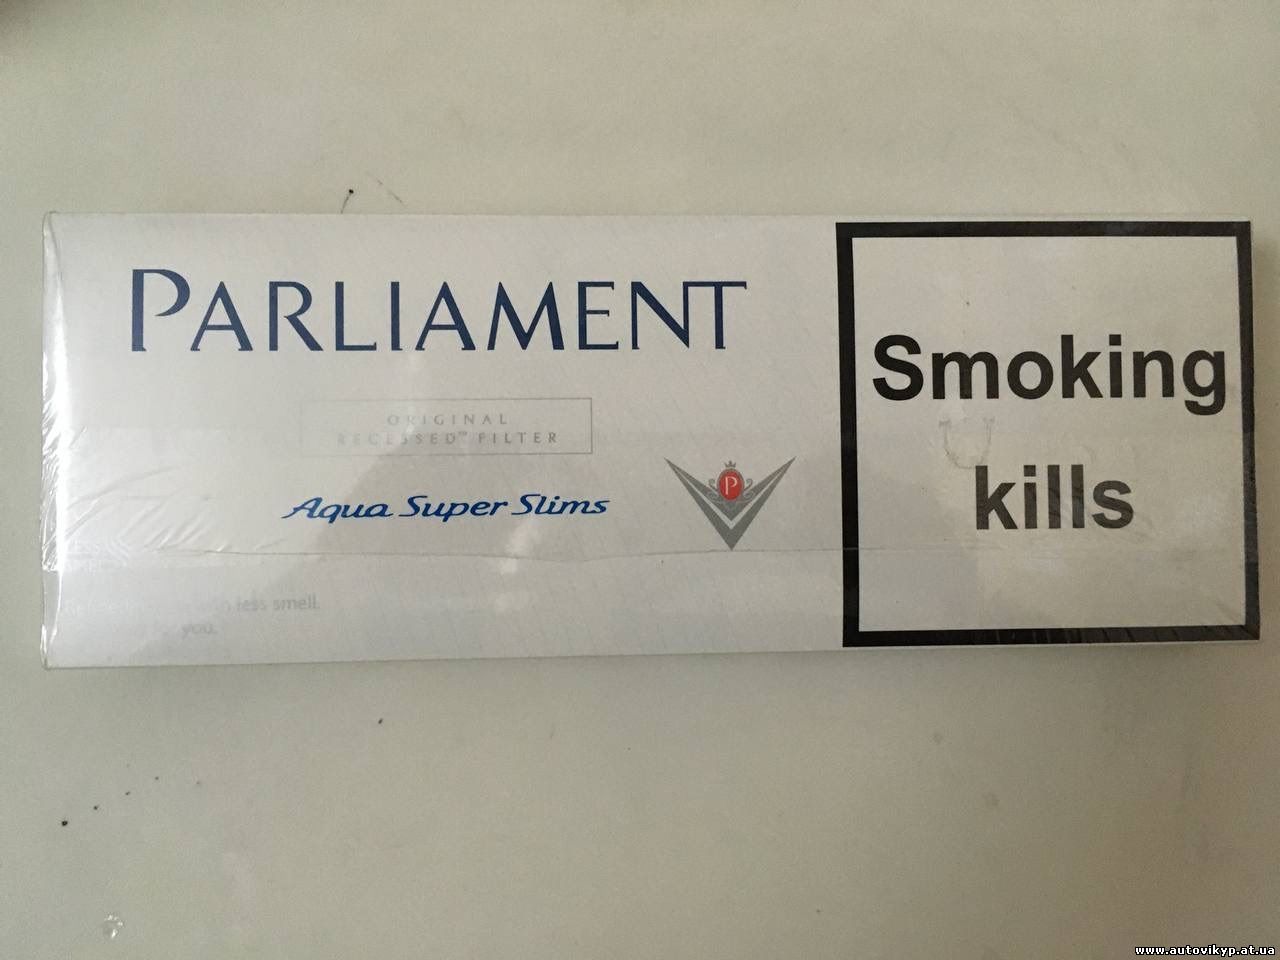 PARLIAMENT
ORIGINAL
RECESSED™ FILTER
Aqua Super Slims
P
less smell.
you.
Smoking
kills
www.autovikyp.at.ua